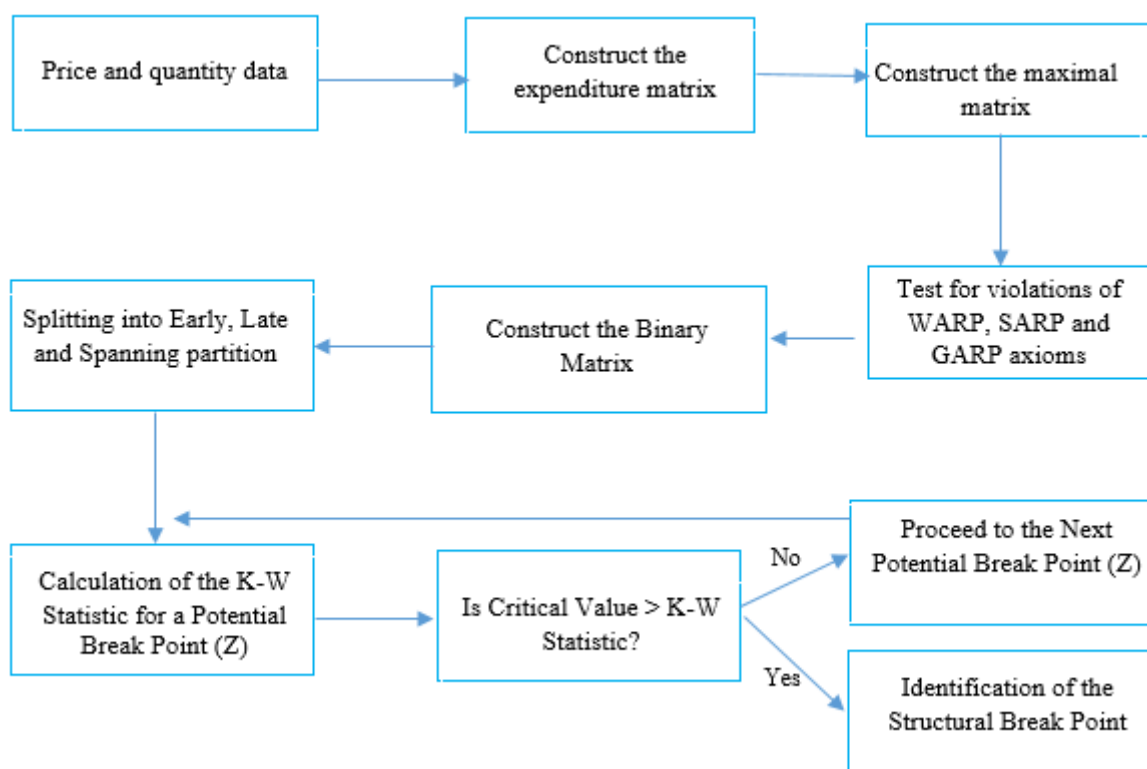 Price and quantity data
Construct the
expenditure matrix
Construct the maximal
matrix
Test for violations of
WARP, SARP and
GARP axioms
Construct the Binary
Matrix
Splitting into Early, Late
and Spanning partition
Calculation of the K-W
Statistic for a Potential
Break Point (Z)
Is Critical Value > K-W
Statistic?
No
Proceed to the Next
Potential Break Point (Z)
Yes
Identification of the
Structural Break Point